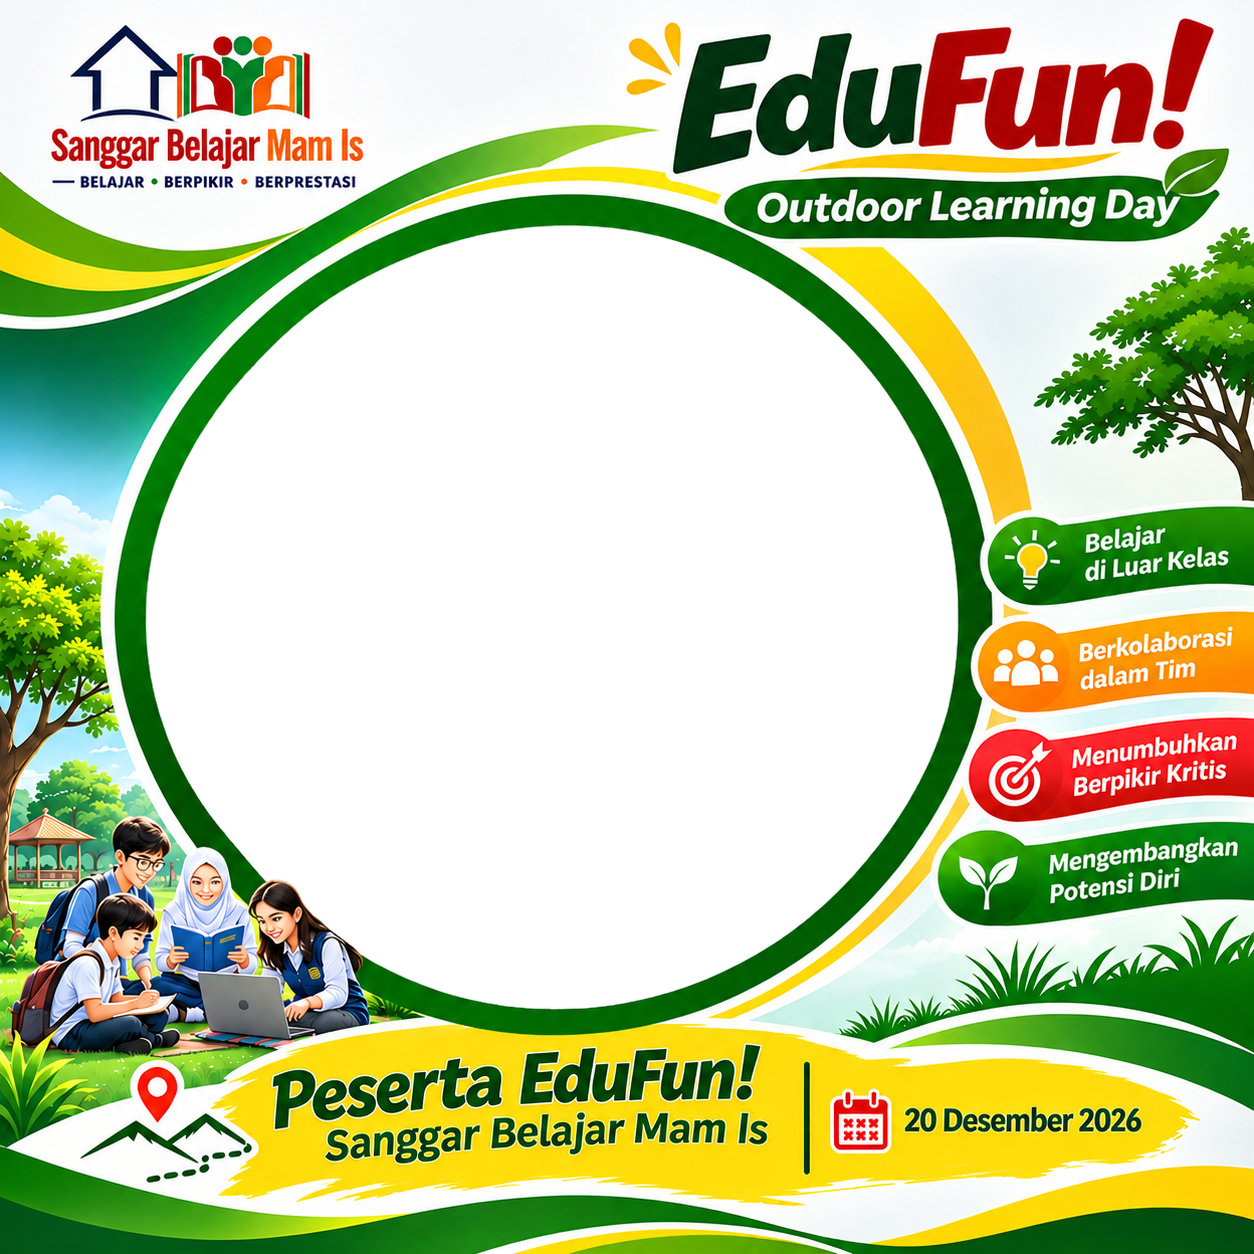 Sanggar Belajar Mam Is
BELAJAR • BERPIKIR • BERPRESTASI
EduFun!
Outdoor Learning Day
Belajar
di Luar Kelas
Berkolaborasi
dalam Tim
Menumbuhkan
Berpikir Kritis
Mengembangkan
Potensi Diri
Peserta EduFun!
Sanggar Belajar Mam Is
20 Desember 2026